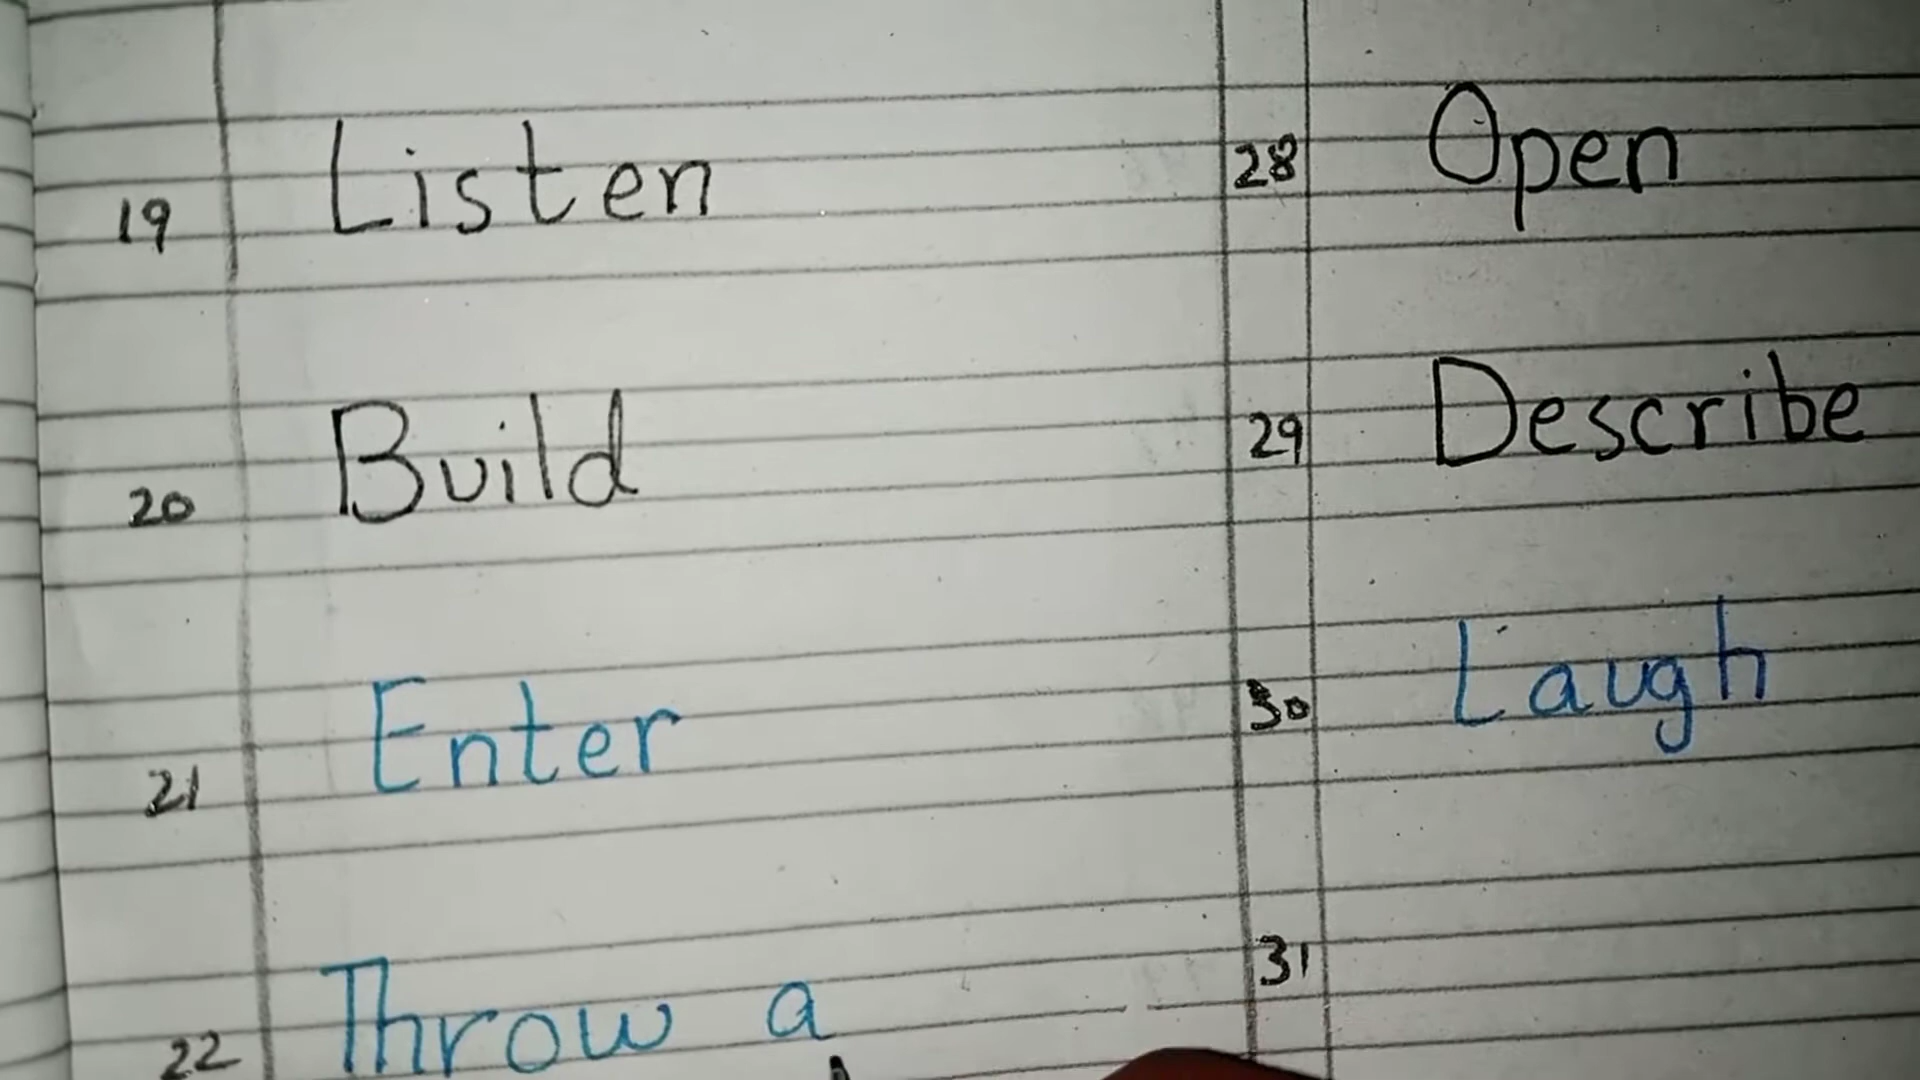 19 Listen
20 Build
21 Enter
22 Throw a
28 Open
29 Describe
30 Laugh
31